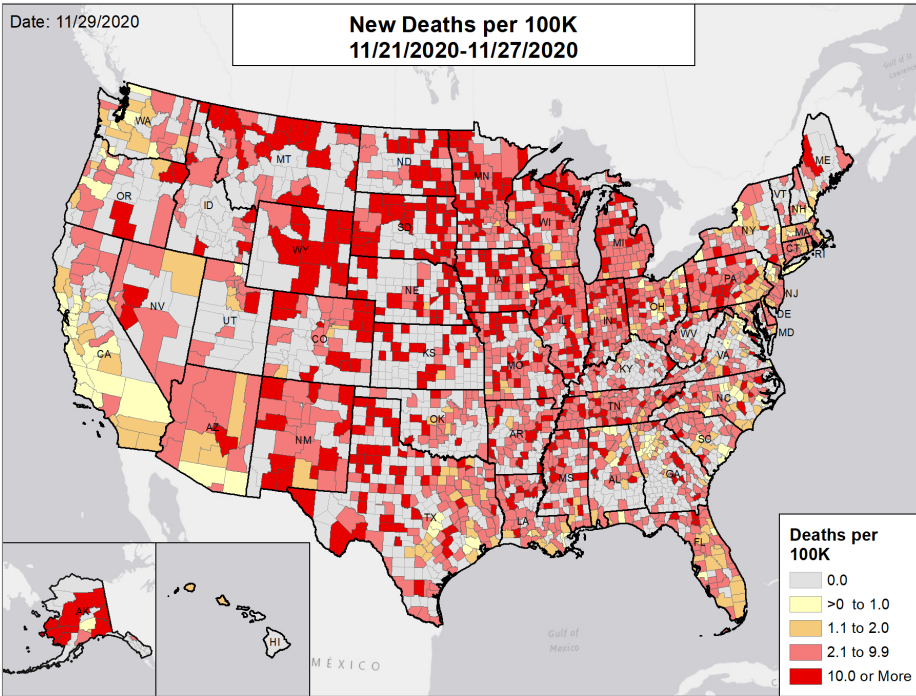 Date: 11/29/2020
New Deaths per 100K
11/21/2020-11/27/2020
Gulf of St
Lawrence
WA
MT
ND
MN
ME
OR
ID
SD
WI
VT
NH
WY
MI
NY
MA
CT
RI
NE
IA
PA
NJ
NV
UT
CO
IL
IN
OH
DE
MD
CA
KS
MO
WV
VA
KY
AZ
NM
OK
AR
TN
NC
SC
TX
MS
AL
GA
LA
FL
Deaths per
100K
0.0
>0 to 1.0
1.1 to 2.0
2.1 to 9.9
10.0 or More
AK
HI
MÉXICO
Gulf of
Mexico